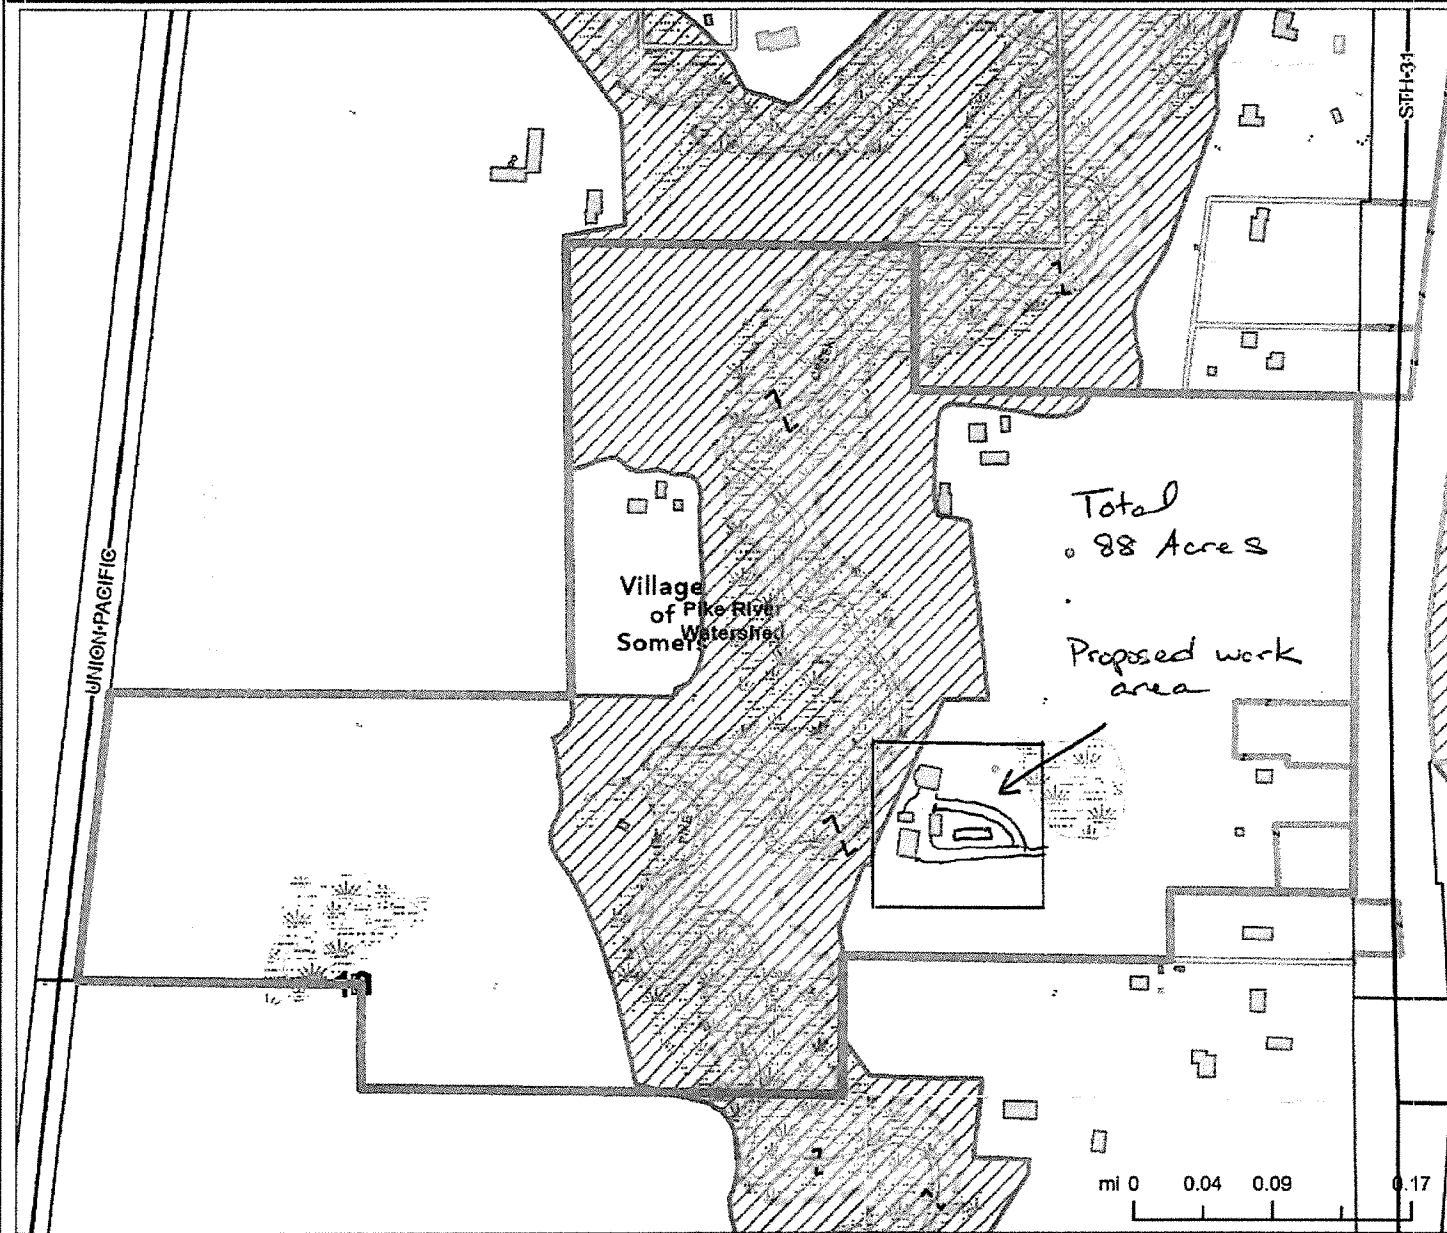 STH-31
UNION-PACIFIC
Total
88 Acres
Village
of
Somers
Pike River
Watershed
Proposed work
area
PIKE
mi 0 0.04 0.09 0.17